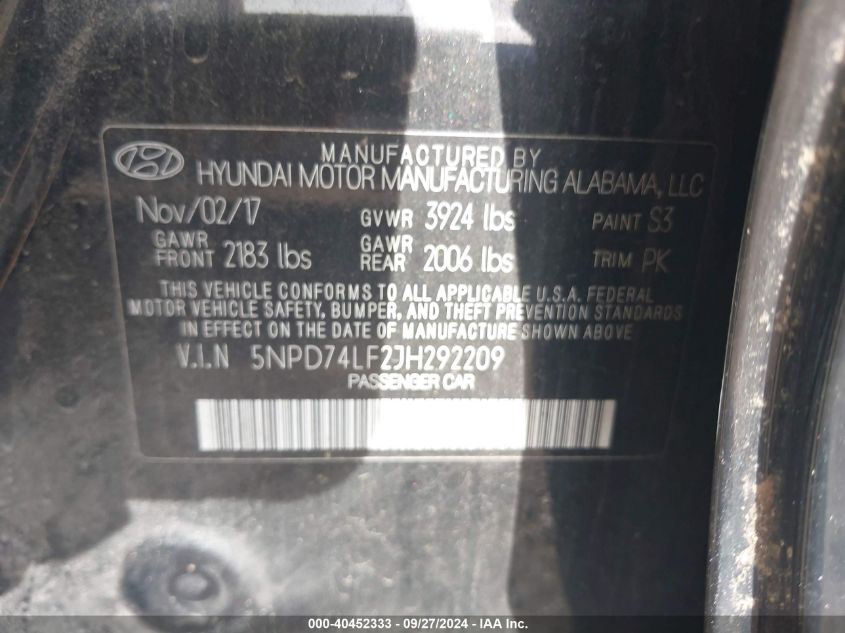 MANUFACTURED BY
HYUNDAI MOTOR MANUFACTURING ALABAMA, LLC
Nov/02/17 GVWR 3924 lbs PAINT S3
GAWR FRONT 2183 lbs GAWR REAR 2006 lbs TRIM PK
THIS VEHICLE CONFORMS TO ALL APPLICABLE U.S.A. FEDERAL
MOTOR VEHICLE SAFETY, BUMPER, AND THEFT PREVENTION STANDARDS
IN EFFECT ON THE DATE OF MANUFACTURE SHOWN ABOVE
V.I.N 5NPD74LF2JH292209
PASSENGER CAR
000-40452333 - 09/27/2024 - IAA, Inc.